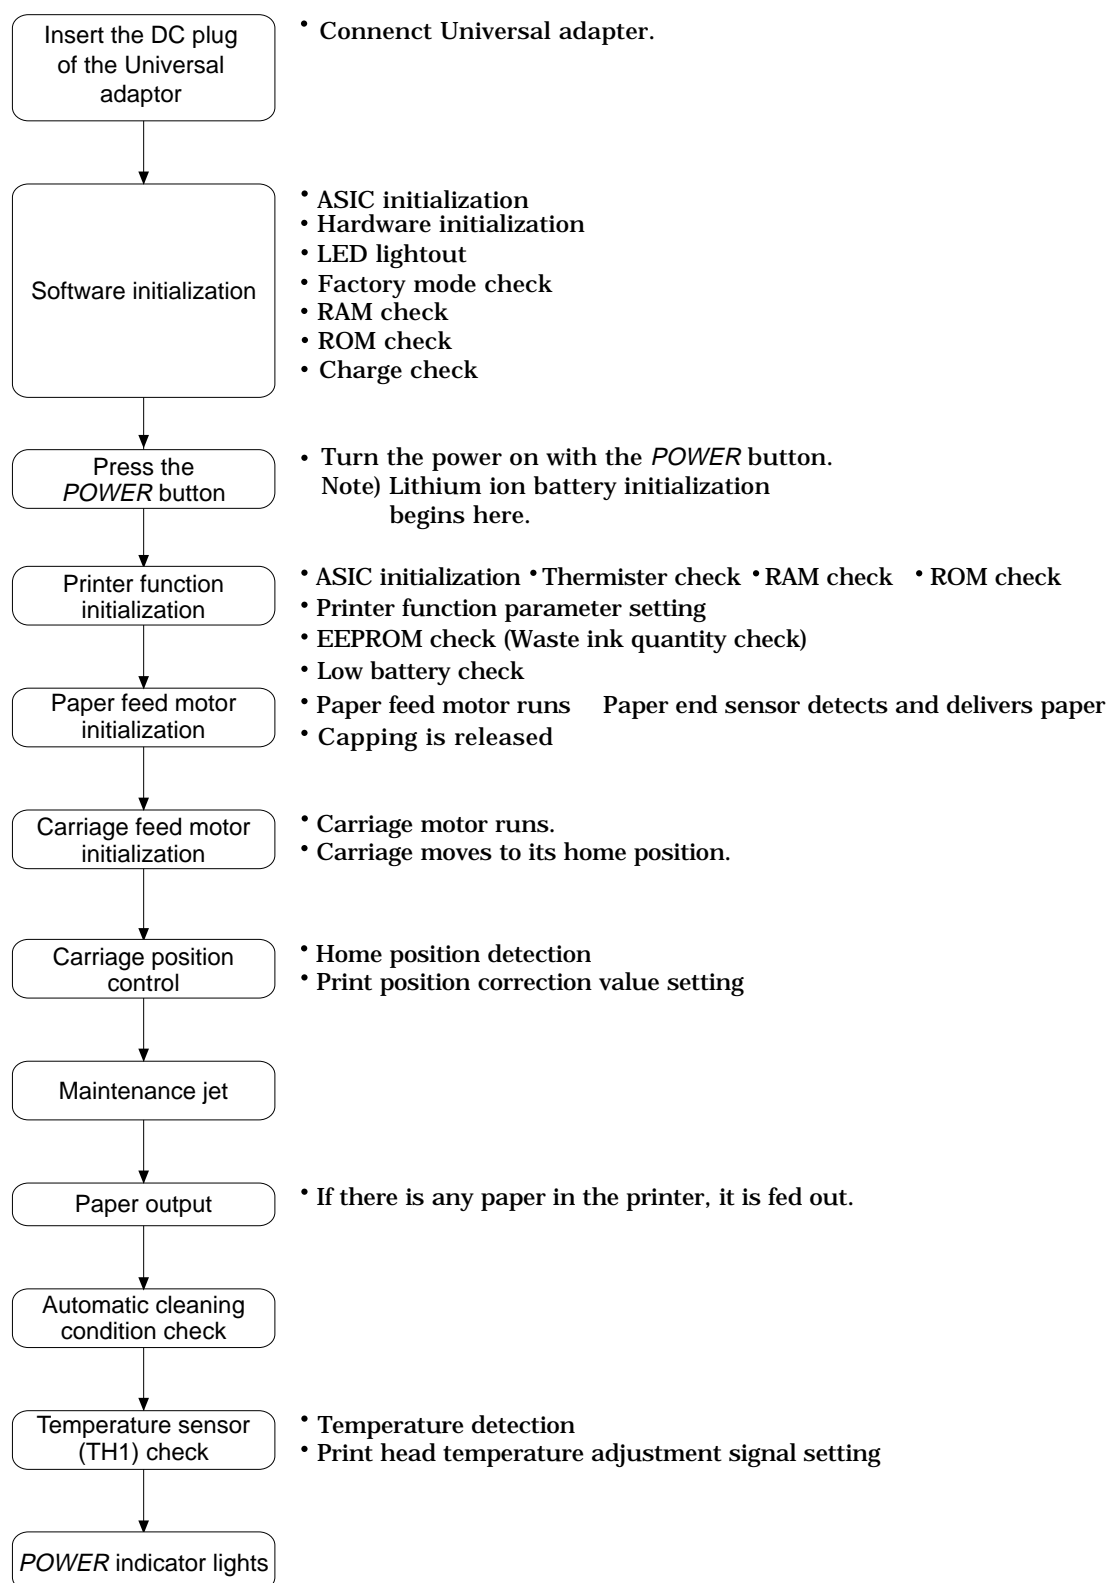 Insert the DC plug
of the Universal
adaptor
• Connenct Universal adapter.
Software initialization
• ASIC initialization
• Hardware initialization
• LED lightout
• Factory mode check
• RAM check
• ROM check
• Charge check
Press the
POWER button
• Turn the power on with the POWER button.
Note) Lithium ion battery initialization
begins here.
Printer function
initialization
• ASIC initialization • Thermister check • RAM check • ROM check
• Printer function parameter setting
• EEPROM check (Waste ink quantity check)
• Low battery check
Paper feed motor
initialization
• Paper feed motor runs Paper end sensor detects and delivers paper
• Capping is released
Carriage feed motor
initialization
• Carriage motor runs.
• Carriage moves to its home position.
Carriage position
control
• Home position detection
• Print position correction value setting
Maintenance jet
Paper output
• If there is any paper in the printer, it is fed out.
Automatic cleaning
condition check
Temperature sensor
(TH1) check
• Temperature detection
• Print head temperature adjustment signal setting
POWER indicator lights